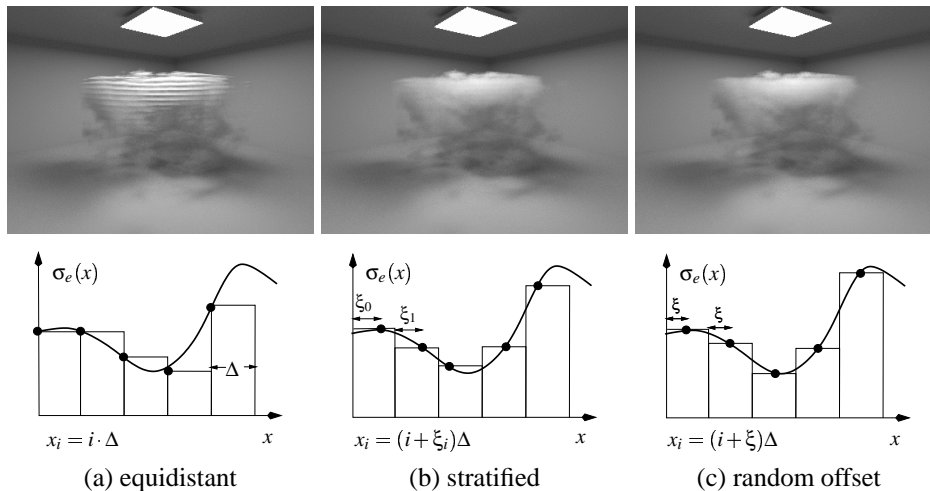 σₑ(x)
Δ
xᵢ = i · Δ
x
(a) equidistant
σₑ(x)
ξ₀
ξ₁
xᵢ = (i + ξᵢ)Δ
x
(b) stratified
σₑ(x)
ξ
ξ
xᵢ = (i + ξ)Δ
x
(c) random offset